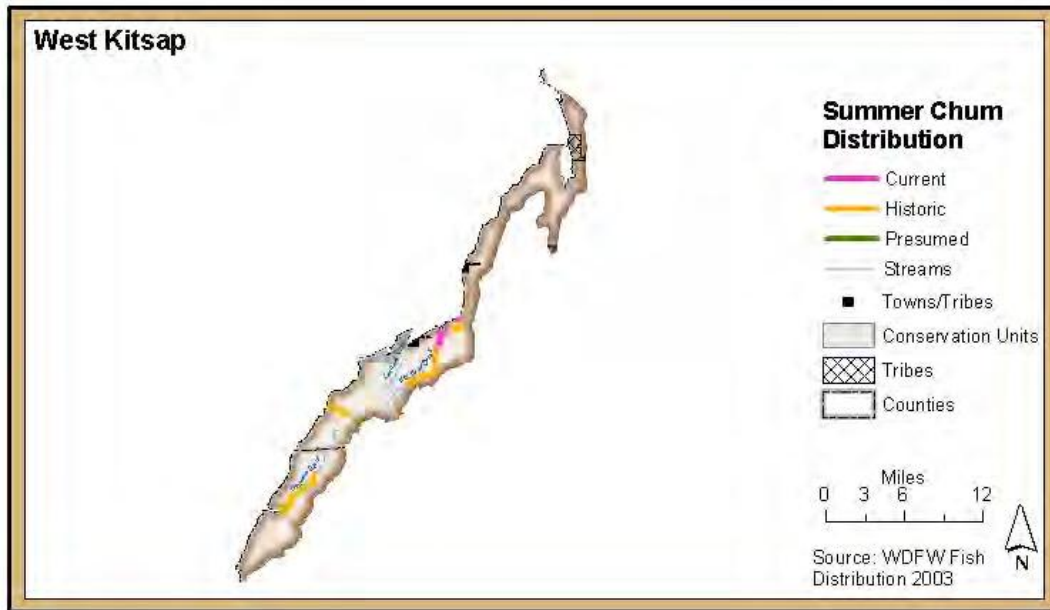 West Kitsap
Summer Chum
Distribution
Current
Historic
Presumed
Streams
Towns/Tribes
Conservation Units
Tribes
Counties
Miles
0 3 6 12
Source: WDFW Fish
Distribution 2003
N